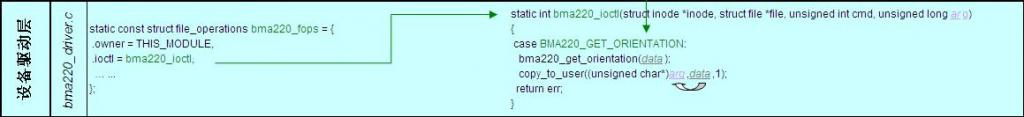 设备驱动层
bma220_driver.c
static const struct file_operations bma220_fops = {
.owner = THIS_MODULE,
.ioctl = bma220_ioctl,
... ...
};
static int bma220_ioctl(struct inode *inode, struct file *file, unsigned int cmd, unsigned long arg)
{
case BMA220_GET_ORIENTATION:
bma220_get_orientation(data );
copy_to_user((unsigned char*)arg ,data ,1);
return err;
}